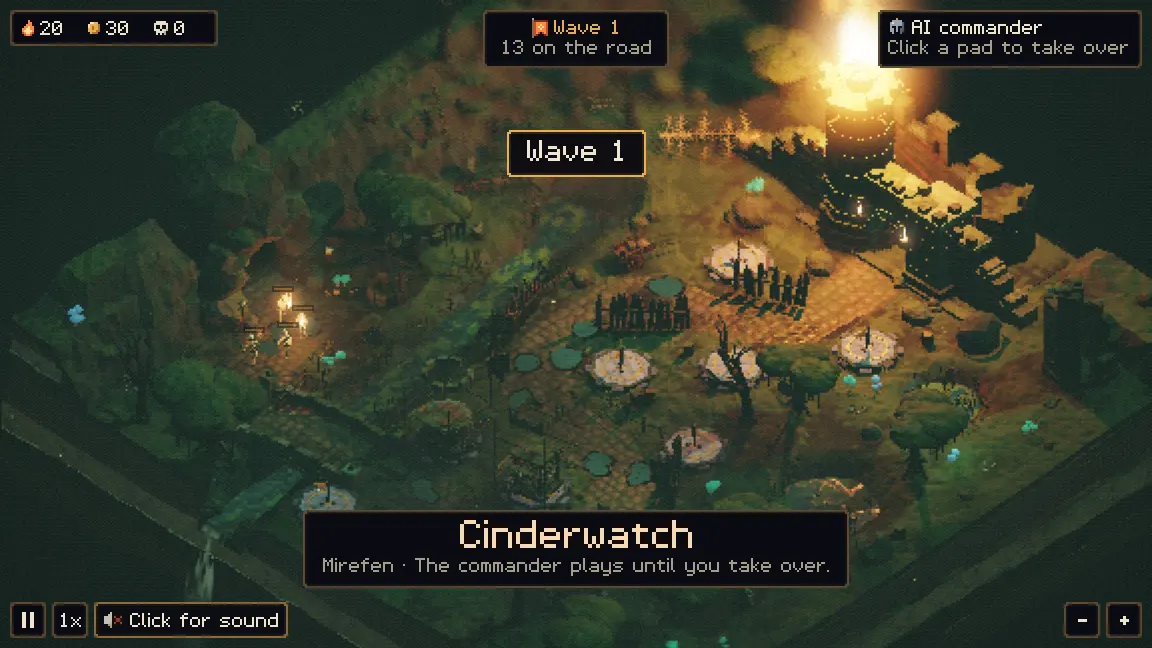 20 30 0
Wave 1
13 on the road
AI commander
Click a pad to take over
Wave 1
Cinderwatch
Mirefen · The commander plays until you take over.
1x
Click for sound
- +